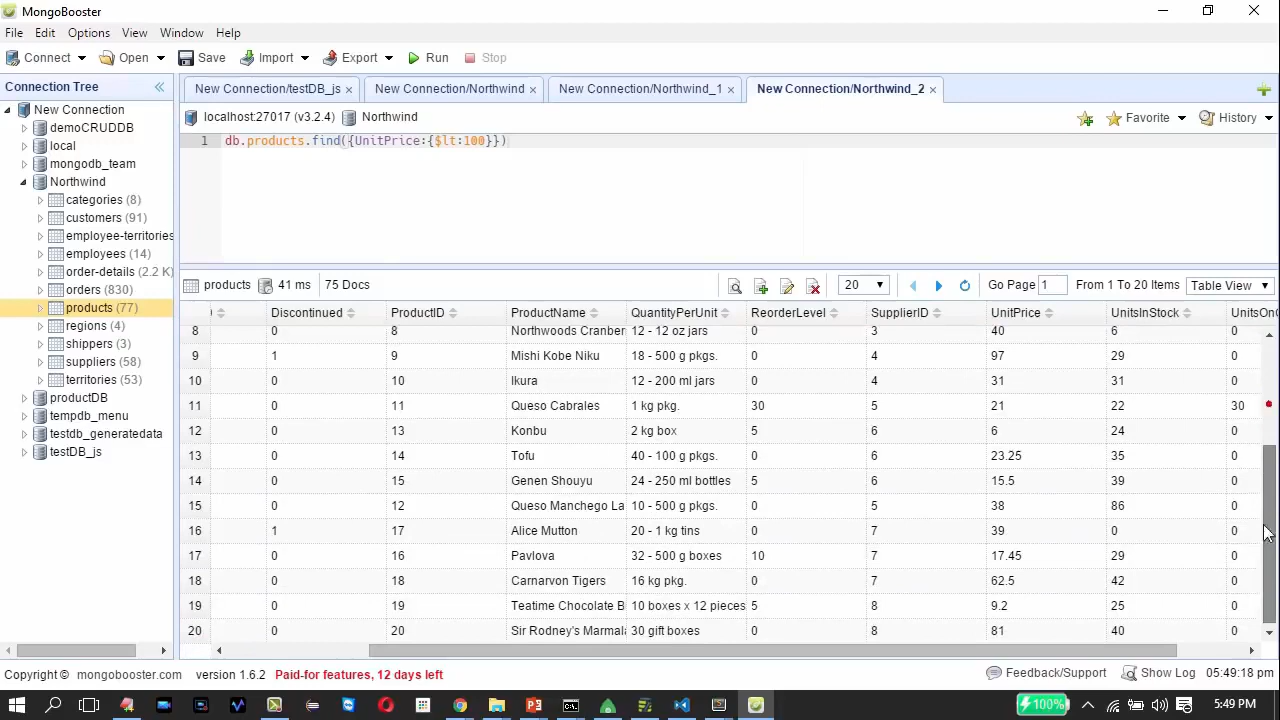 MongoBooster
File Edit Options View Window Help
Connect Open Save Import Export Run Stop
Connection Tree
New Connection/testDB_js × New Connection/Northwind × New Connection/Northwind_1 × New Connection/Northwind_2 ×
New Connection
demoCRUDDB
local
mongodb_team
Northwind
categories (8)
customers (91)
employee-territories
employees (14)
order-details (2.2 K)
orders (830)
products (77)
regions (4)
shippers (3)
suppliers (58)
territories (53)
productDB
tempdb_menu
testdb_generatedata
testDB_js
localhost:27017 (v3.2.4) Northwind Favorite History
1 db.products.find({UnitPrice:{$lt:100}})
products 41 ms 75 Docs 20 Go Page 1 From 1 To 20 Items Table View
Discontinued ProductID ProductName QuantityPerUnit ReorderLevel SupplierID UnitPrice UnitsInStock UnitsOnO
8 0 8 Northwoods Cranber 12 - 12 oz jars 0 3 40 6 0
9 1 9 Mishi Kobe Niku 18 - 500 g pkgs. 0 4 97 29 0
10 0 10 Ikura 12 - 200 ml jars 0 4 31 31 0
11 0 11 Queso Cabrales 1 kg pkg. 30 5 21 22 30
12 0 13 Konbu 2 kg box 5 6 6 24 0
13 0 14 Tofu 40 - 100 g pkgs. 0 6 23.25 35 0
14 0 15 Genen Shouyu 24 - 250 ml bottles 5 6 15.5 39 0
15 0 12 Queso Manchego La 10 - 500 g pkgs. 0 5 38 86 0
16 1 17 Alice Mutton 20 - 1 kg tins 0 7 39 0 0
17 0 16 Pavlova 32 - 500 g boxes 10 7 17.45 29 0
18 0 18 Carnarvon Tigers 16 kg pkg. 0 7 62.5 42 0
19 0 19 Teatime Chocolate B 10 boxes x 12 pieces 5 8 9.2 25 0
20 0 20 Sir Rodney's Marmala 30 gift boxes 0 8 81 40 0
Copyright © mongobooster.com version 1.6.2 Paid-for features, 12 days left Feedback/Support Show Log 05:49:18 pm
100% 5:49 PM